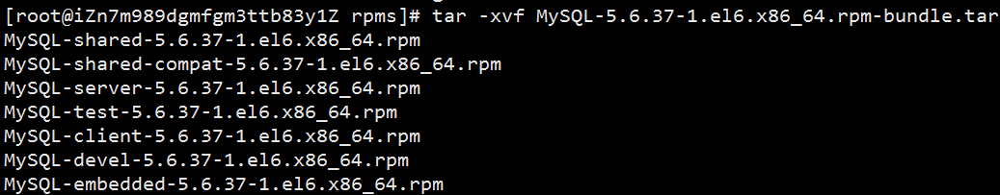 [root@iZn7m989dgmfgm3ttb83y1Z rpms]# tar -xvf MySQL-5.6.37-1.el6.x86_64.rpm-bundle.tar
MySQL-shared-5.6.37-1.el6.x86_64.rpm
MySQL-shared-compat-5.6.37-1.el6.x86_64.rpm
MySQL-server-5.6.37-1.el6.x86_64.rpm
MySQL-test-5.6.37-1.el6.x86_64.rpm
MySQL-client-5.6.37-1.el6.x86_64.rpm
MySQL-devel-5.6.37-1.el6.x86_64.rpm
MySQL-embedded-5.6.37-1.el6.x86_64.rpm